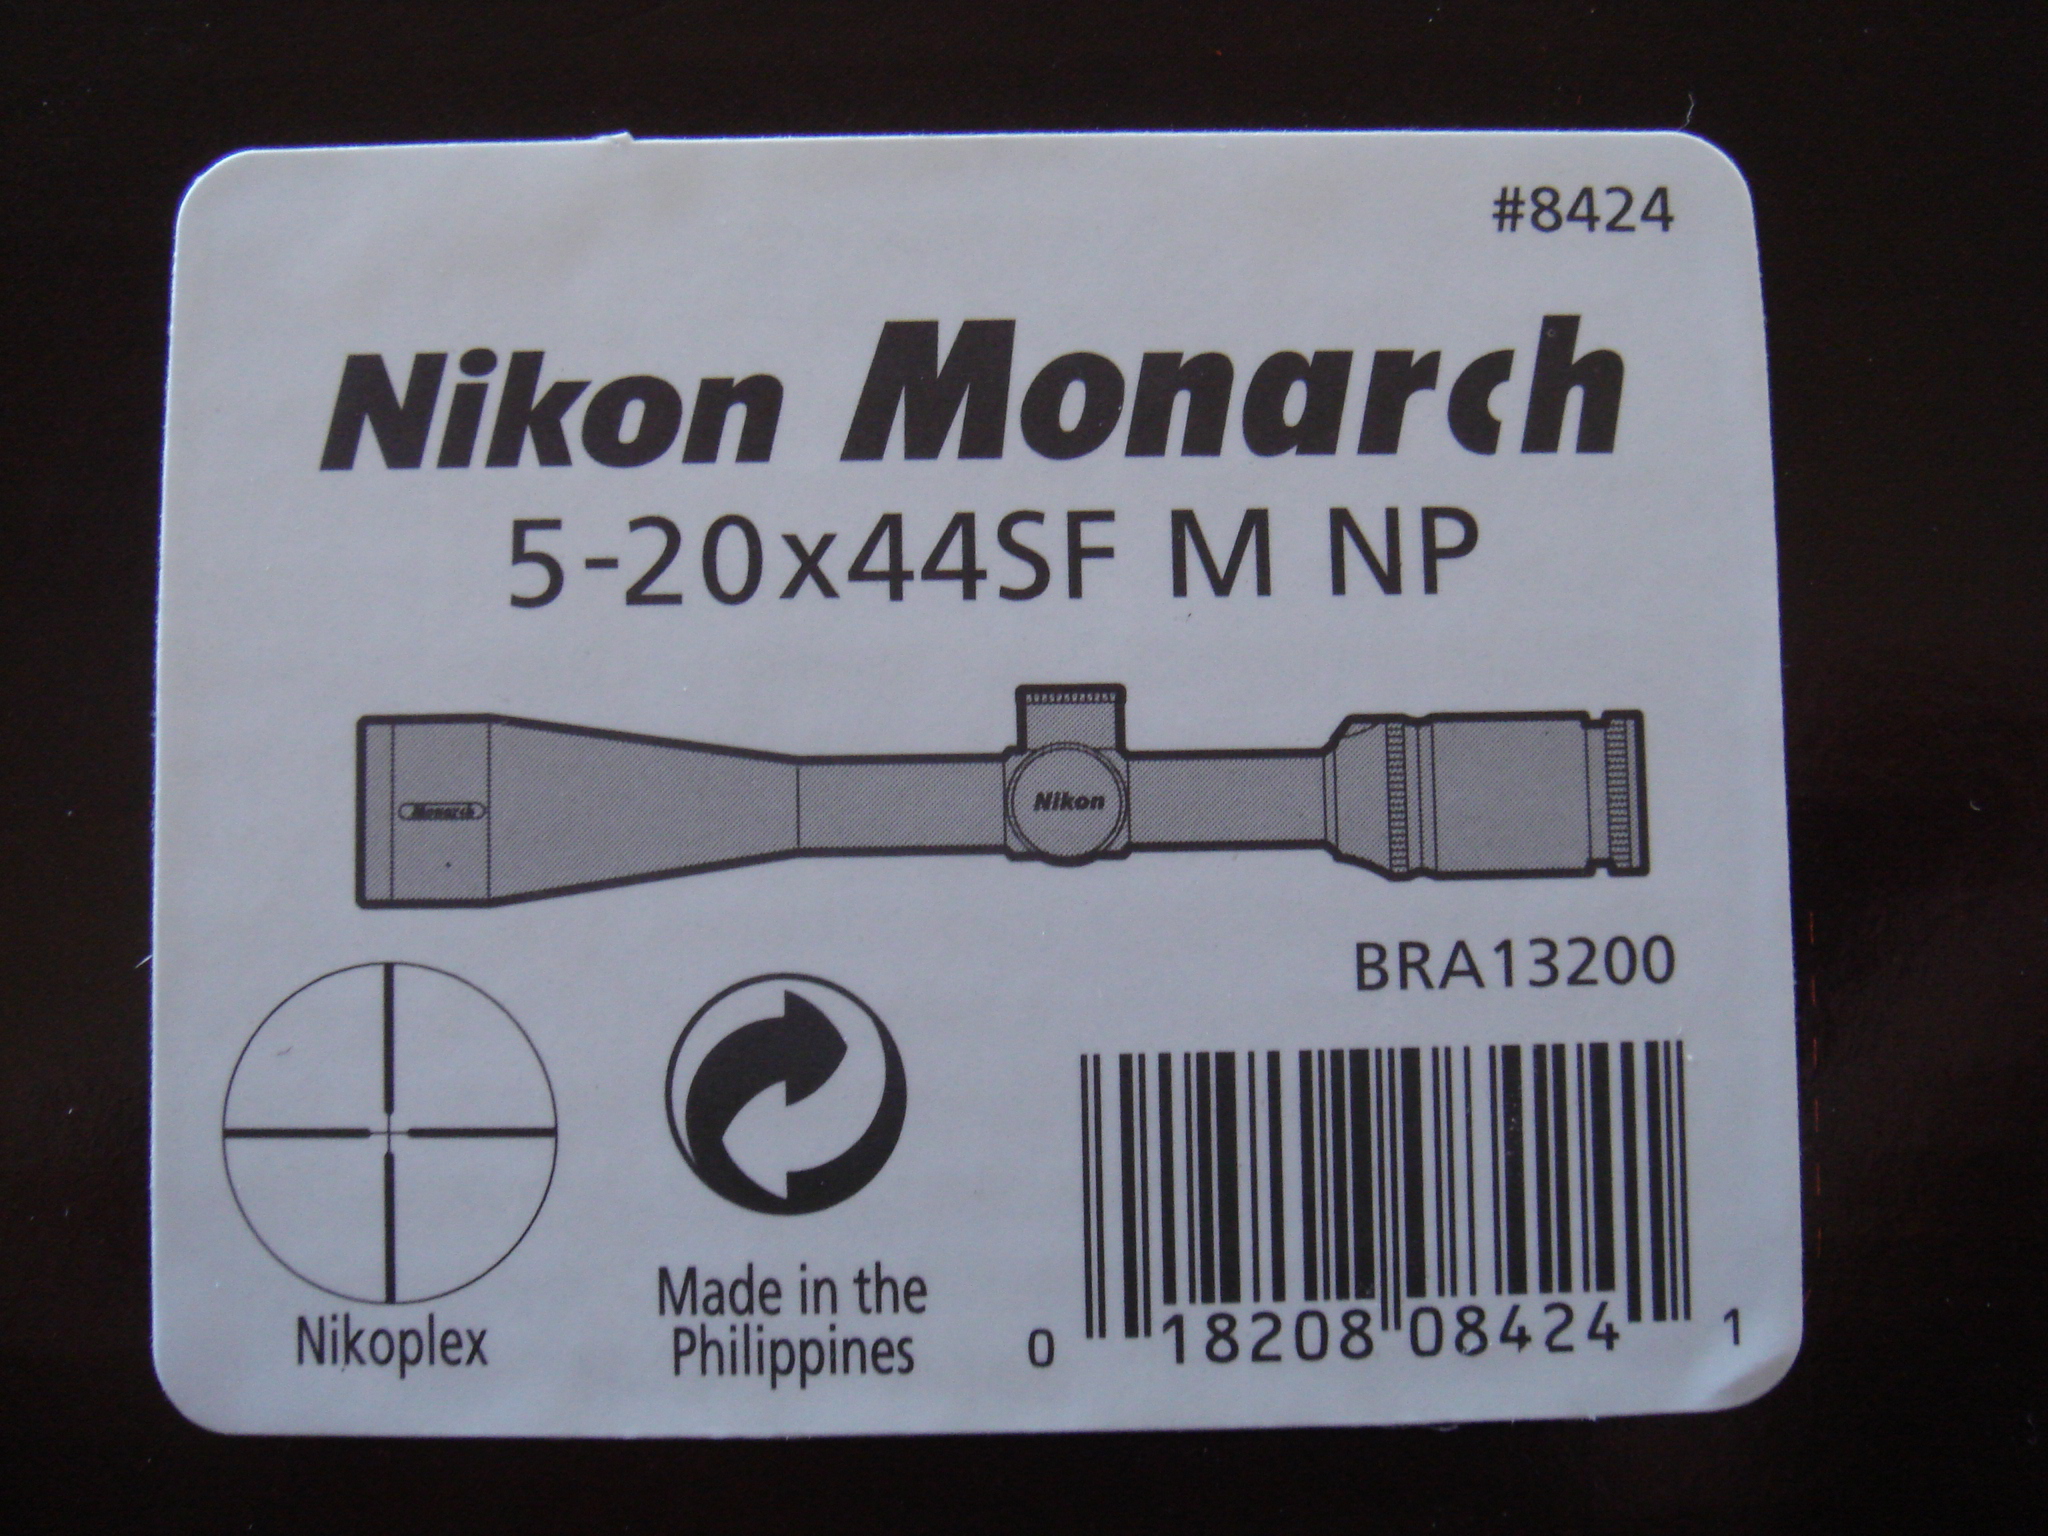 #8424
Nikon Monarch
5-20x44SF M NP
Monarch
Nikon
BRA13200
Nikoplex
Made in the
Philippines
0 18208 08424 1